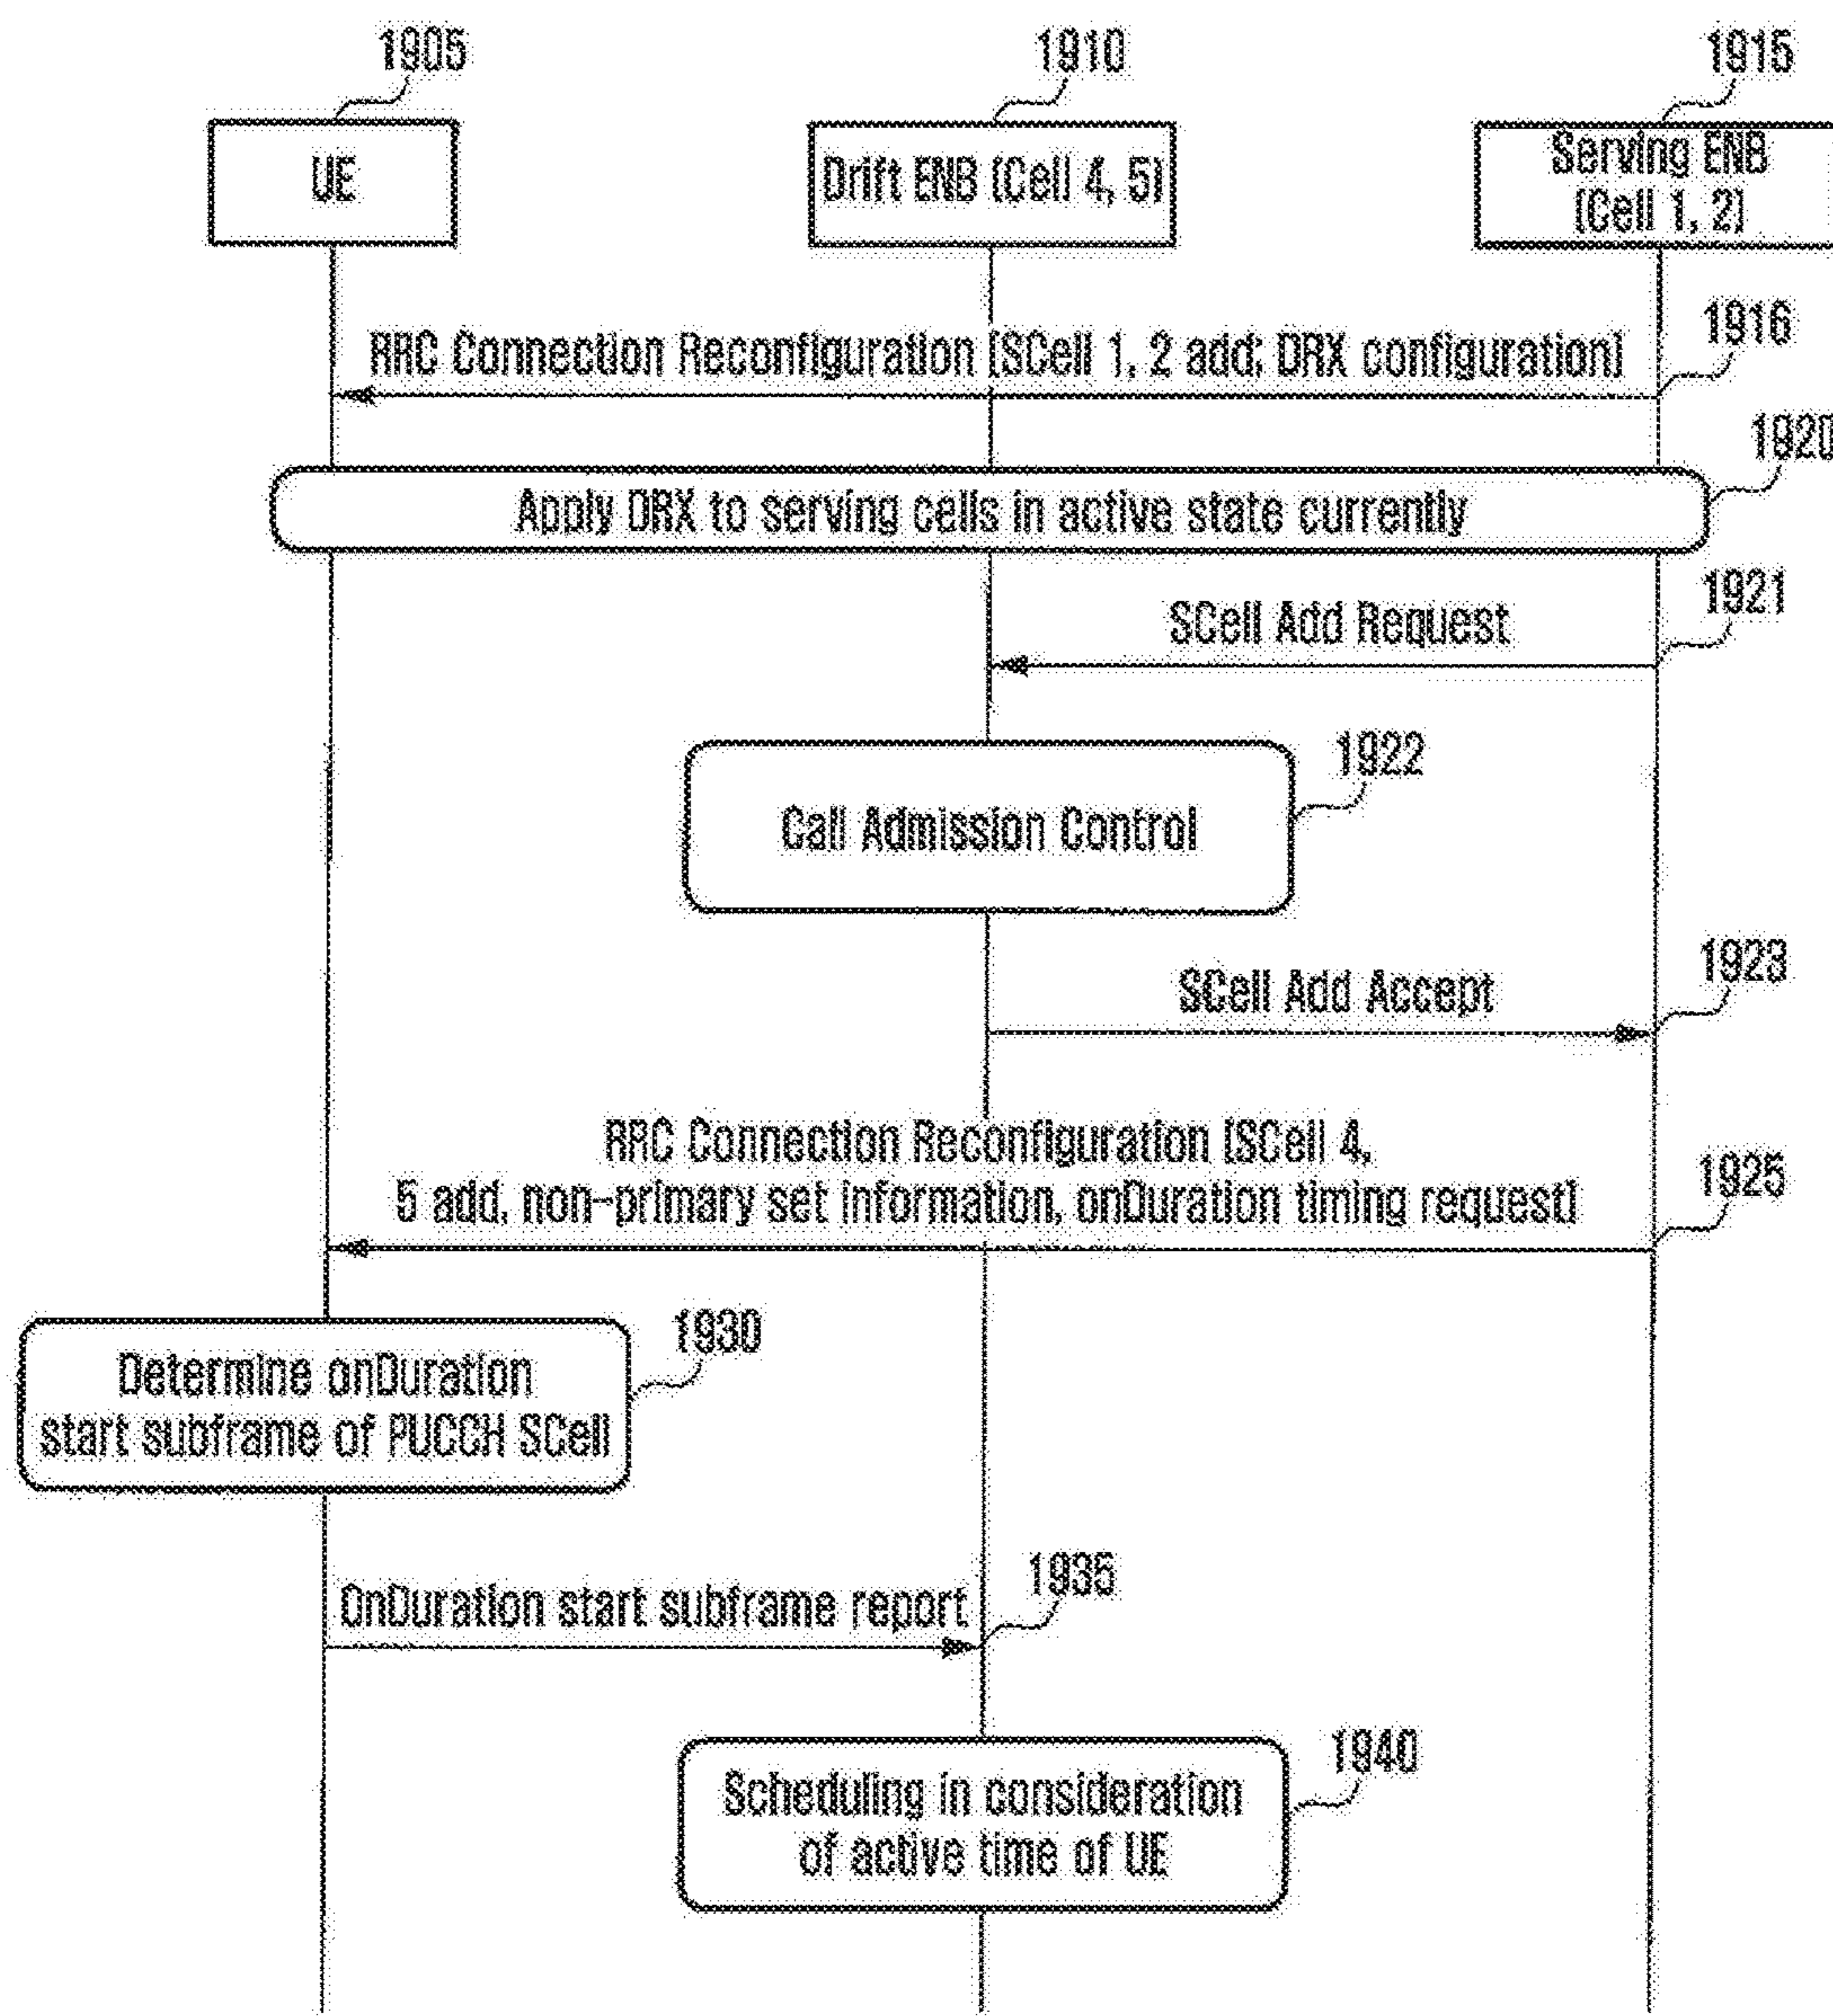 1905
1910
1915
UE
Drift ENB (Cell 4, 5)
Serving ENB
(Cell 1, 2)
1916
RRC Connection Reconfiguration [SCell 1, 2 add; DRX configuration]
1920
Apply DRX to serving cells in active state currently
1921
SCell Add Request
1922
Call Admission Control
1923
SCell Add Accept
RRC Connection Reconfiguration [SCell 4,
1925
5 add, non-primary set information, onDuration timing request]
1930
Determine onDuration
start subframe of PUCCH SCell
1935
OnDuration start subframe report
1940
Scheduling in consideration
of active time of UE